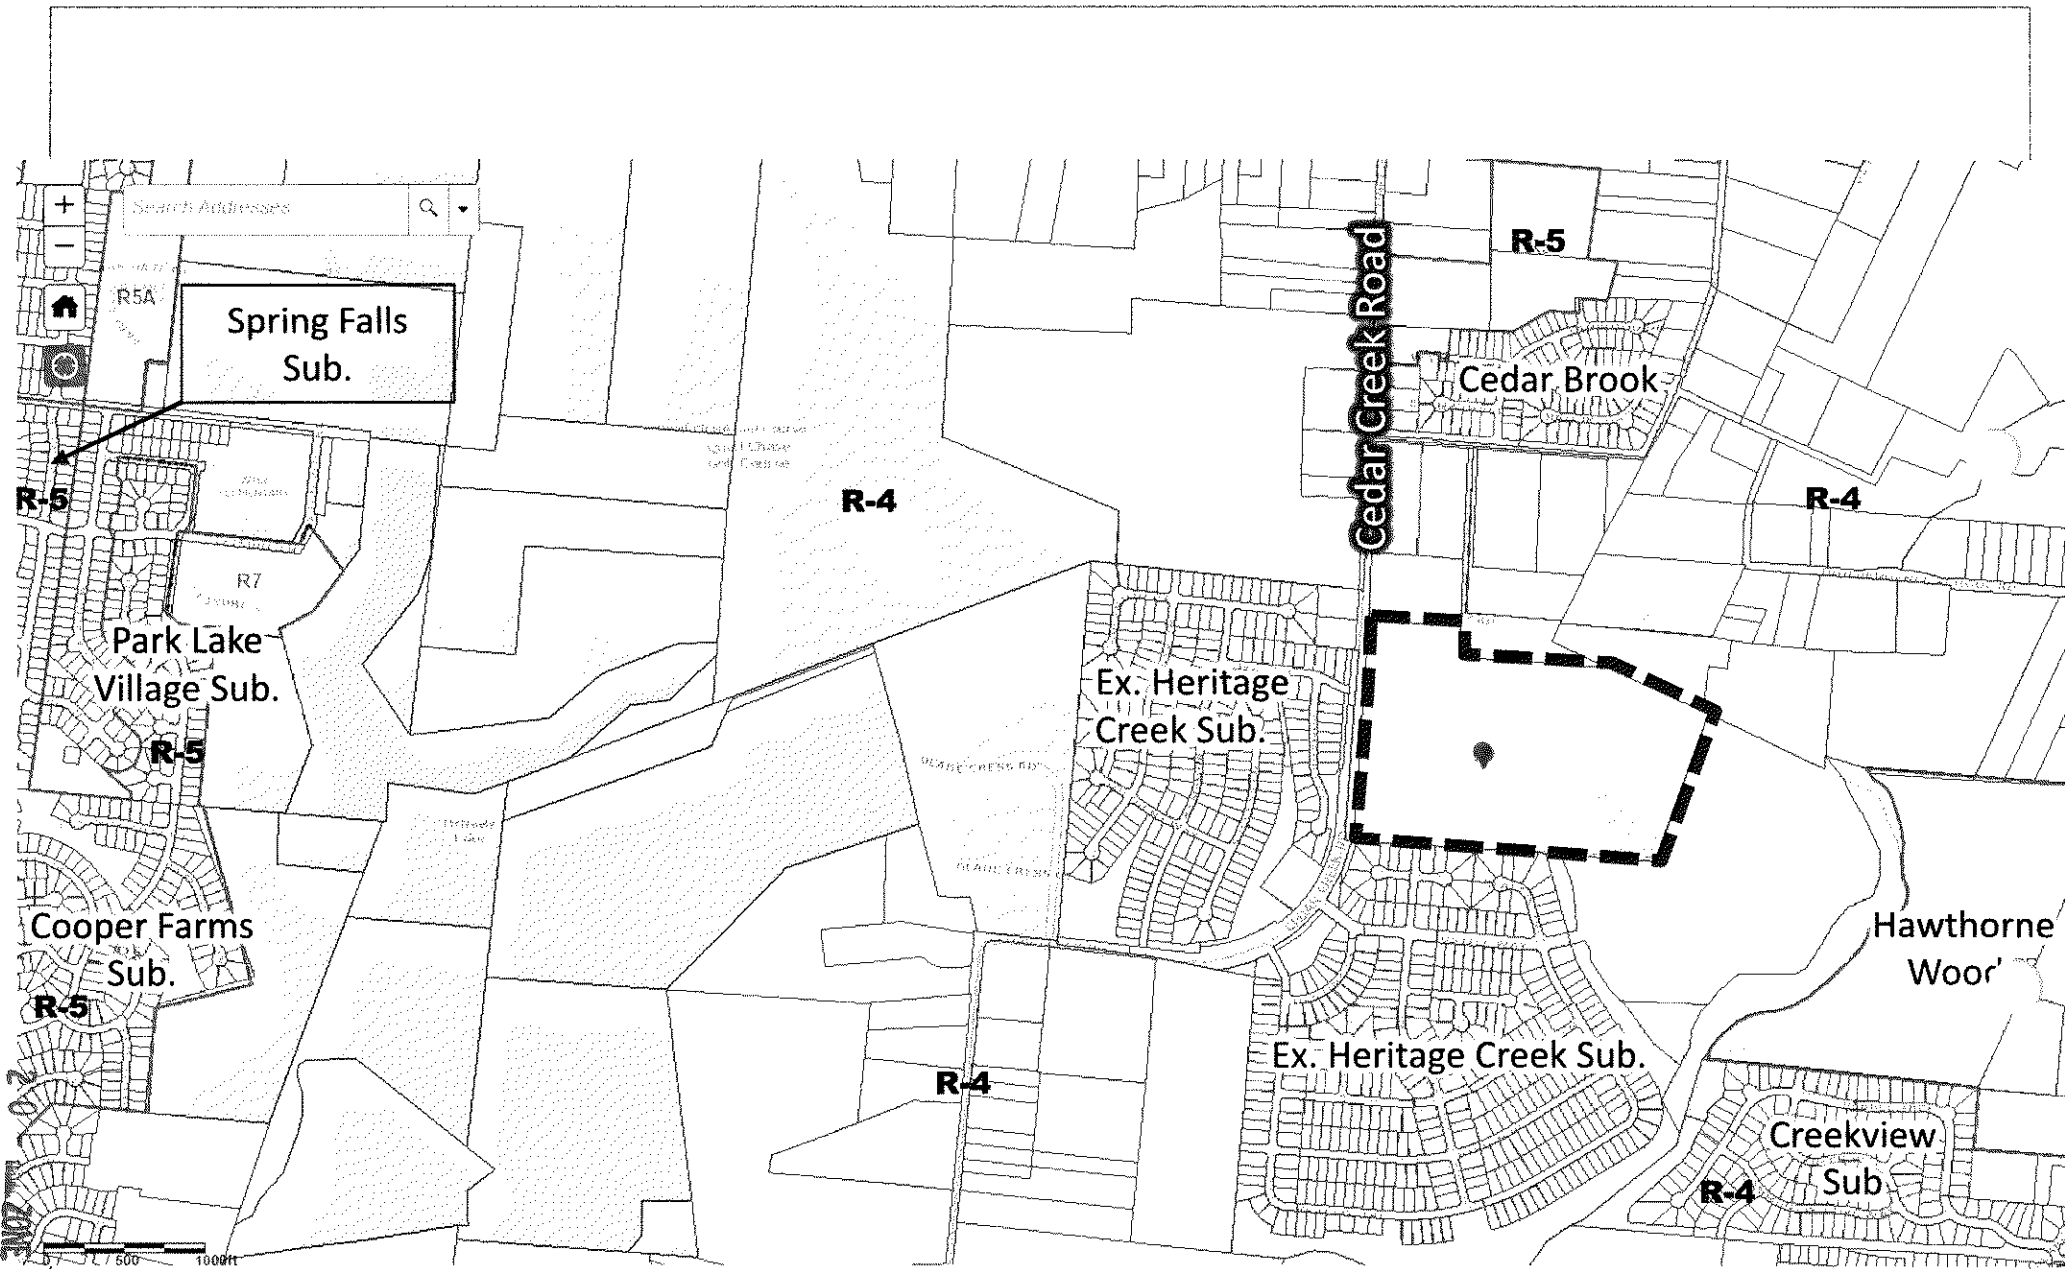 +
Search Addresses
−
R5A
Spring Falls
Sub.
R-5
Cedar Creek Road
Cedar Brook
R-5
R-4
R-4
R7
Park Lake
Village Sub.
R-5
Ex. Heritage
Creek Sub.
Cooper Farms
Sub.
R-5
Hawthorne
Woor'
Ex. Heritage Creek Sub.
R-4
Creekview
Sub
R-4
0
500
1000ft